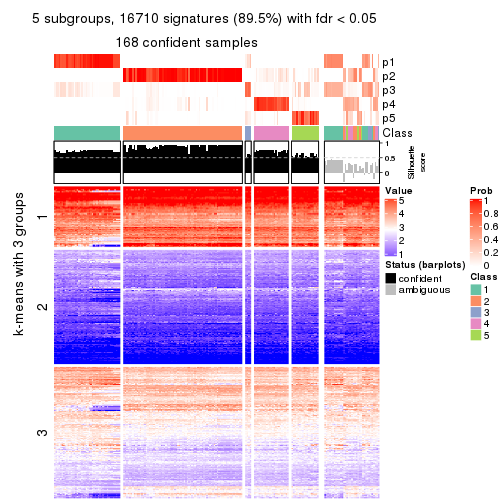 5 subgroups, 16710 signatures (89.5%) with fdr < 0.05
168 confident samples
p1
p2
p3
p4
p5
Class
1
0.5
0
Silhouette
score
k-means with 3 groups
1
2
3
Value
5
4
3
2
1
Status (barplots)
confident
ambiguous
Prob
1
0.8
0.6
0.4
0.2
0
Class
1
2
3
4
5